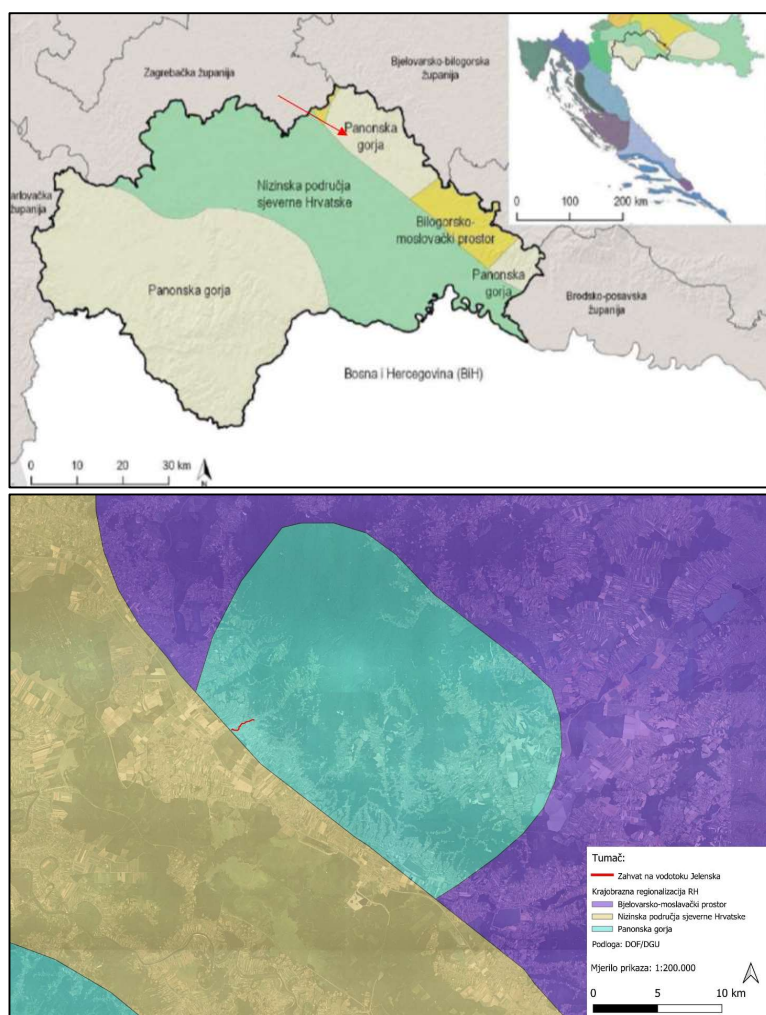 Zagrebačka županija
Bjelovarsko-bilogorska
županija
Panonska
gorja
0 100 200 km
arlovačka
županija
Nizinska područja
sjeverne Hrvatske
Bilogorsko-
moslovački prostor
Panonska
gorja
Panonska gorja
Brodsko-posavska
županija
Bosna i Hercegovina (BiH)
0 10 20 30 km
N
Tumač:
Zahvat na vodotoku Jelenska
Krajobrazna regionalizacija RH
Bjelovarsko-moslavački prostor
Nizinska područja sjeverne Hrvatske
Panonska gorja
Podloga: DOF/DGU
Mjerilo prikaza: 1:200.000
0 5 10 km